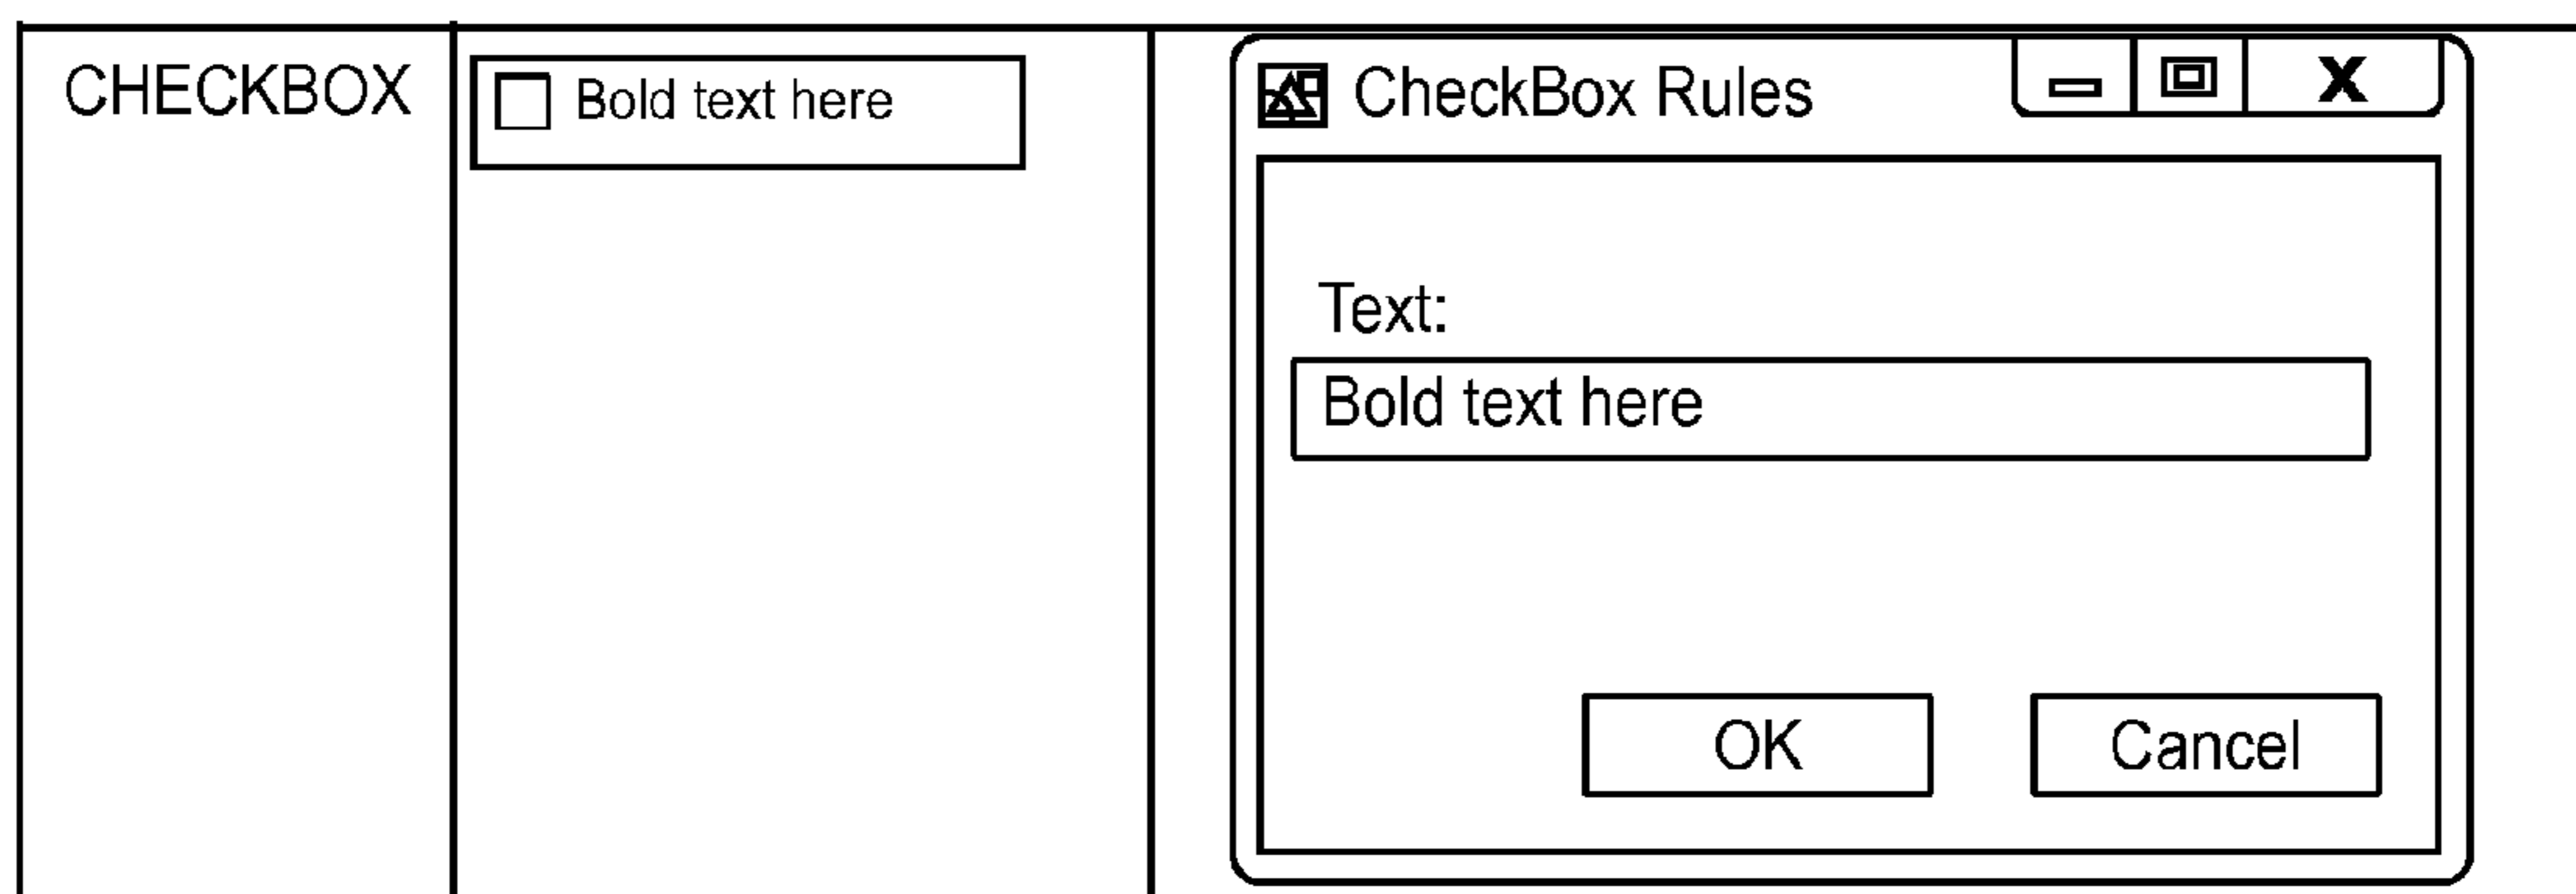 CHECKBOX
Bold text here
CheckBox Rules
X
Text:
Bold text here
OK
Cancel